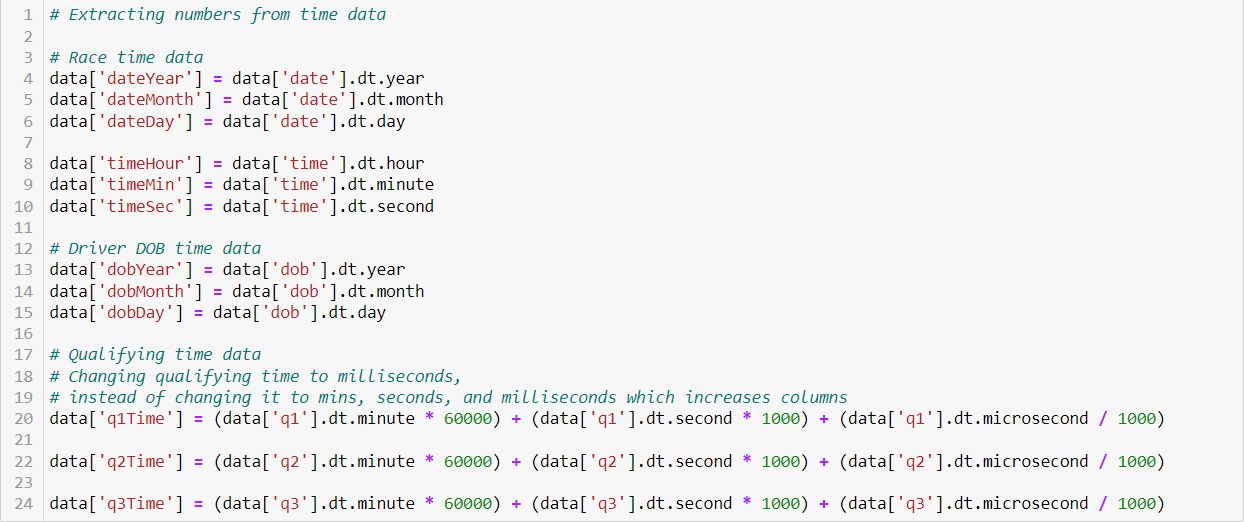 1 # Extracting numbers from time data
2
3 # Race time data
4 data['dateYear'] = data['date'].dt.year
5 data['dateMonth'] = data['date'].dt.month
6 data['dateDay'] = data['date'].dt.day
7
8 data['timeHour'] = data['time'].dt.hour
9 data['timeMin'] = data['time'].dt.minute
10 data['timeSec'] = data['time'].dt.second
11
12 # Driver DOB time data
13 data['dobYear'] = data['dob'].dt.year
14 data['dobMonth'] = data['dob'].dt.month
15 data['dobDay'] = data['dob'].dt.day
16
17 # Qualifying time data
18 # Changing qualifying time to milliseconds,
19 # instead of changing it to mins, seconds, and milliseconds which increases columns
20 data['q1Time'] = (data['q1'].dt.minute * 60000) + (data['q1'].dt.second * 1000) + (data['q1'].dt.microsecond / 1000)
21
22 data['q2Time'] = (data['q2'].dt.minute * 60000) + (data['q2'].dt.second * 1000) + (data['q2'].dt.microsecond / 1000)
23
24 data['q3Time'] = (data['q3'].dt.minute * 60000) + (data['q3'].dt.second * 1000) + (data['q3'].dt.microsecond / 1000)